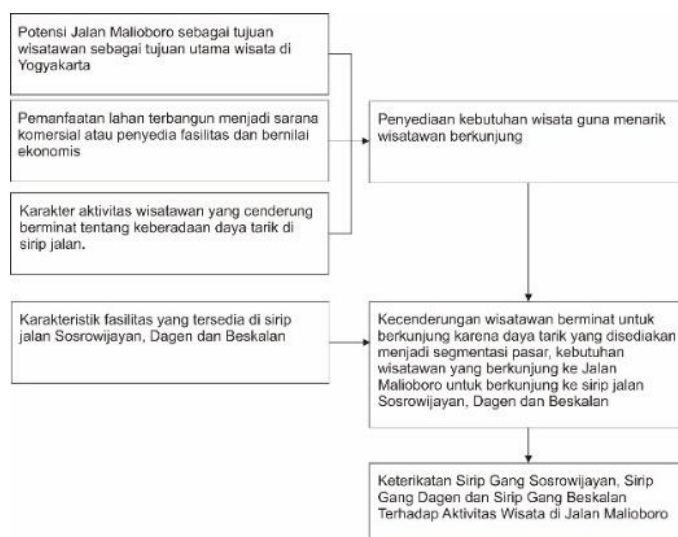 Potensi Jalan Malioboro sebagai tujuan
wisatawan sebagai tujuan utama wisata di
Yogyakarta
Pemanfaatan lahan terbangun menjadi sarana
komersial atau penyedia fasilitas dan bernilai
ekonomis
Penyediaan kebutuhan wisata guna menarik
wisatawan berkunjung
Karakter aktivitas wisatawan yang cenderung
berminat tentang keberadaan daya tarik di
sirip jalan.
Karakteristik fasilitas yang tersedia di sirip
jalan Sosrowijayan, Dagen dan Beskalan
Kecenderungan wisatawan berminat untuk
berkunjung karena daya tarik yang disediakan
menjadi segmentasi pasar, kebutuhan
wisatawan yang berkunjung ke Jalan
Malioboro untuk berkunjung ke sirip jalan
Sosrowijayan, Dagen dan Beskalan
Keterikatan Sirip Gang Sosrowijayan, Sirip
Gang Dagen dan Sirip Gang Beskalan
Terhadap Aktivitas Wisata di Jalan Malioboro